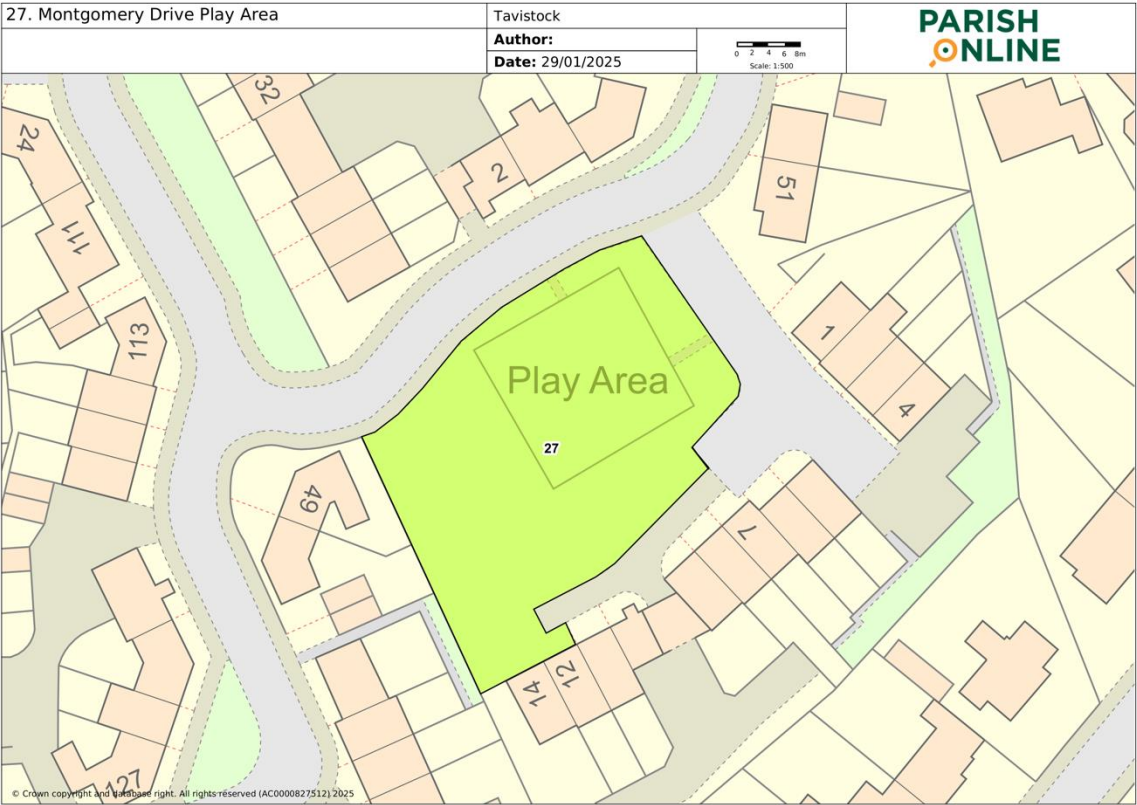 27. Montgomery Drive Play Area
Tavistock
Author:
Date: 29/01/2025
0 2 4 6 8m
Scale: 1:500
PARISH
ONLINE
32
24
2
51
111
113
1
Play Area
4
27
49
7
12
14
127
© Crown copyright and database right. All rights reserved (AC0000827512) 2025